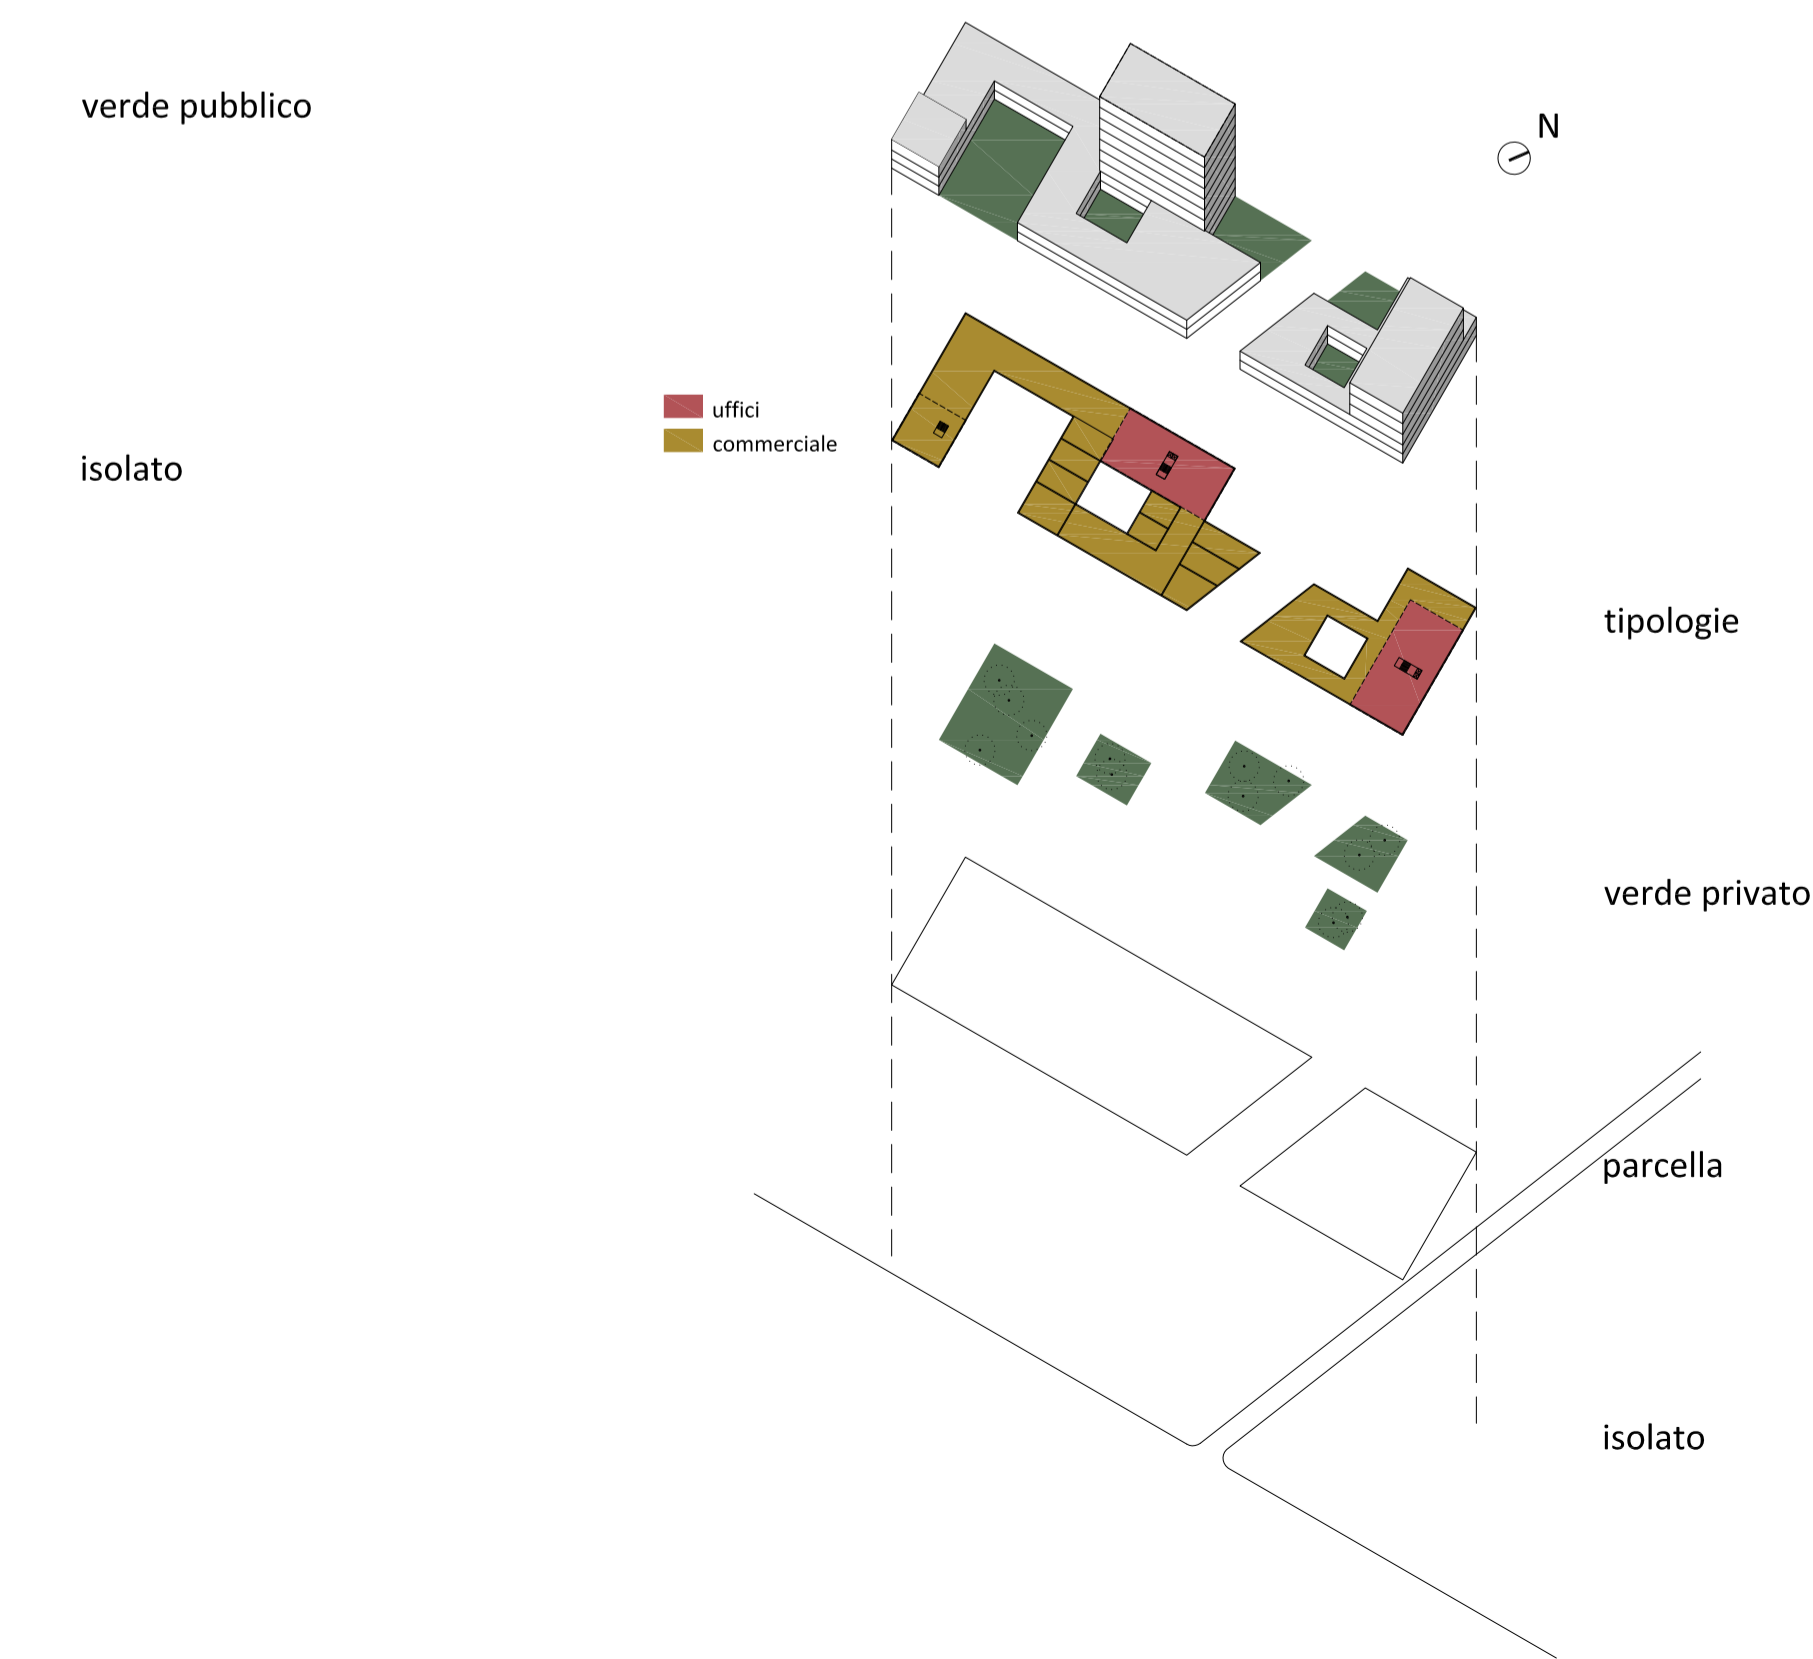 verde pubblico
N
uffici
commerciale
isolato
tipologie
verde privato
parcella
isolato